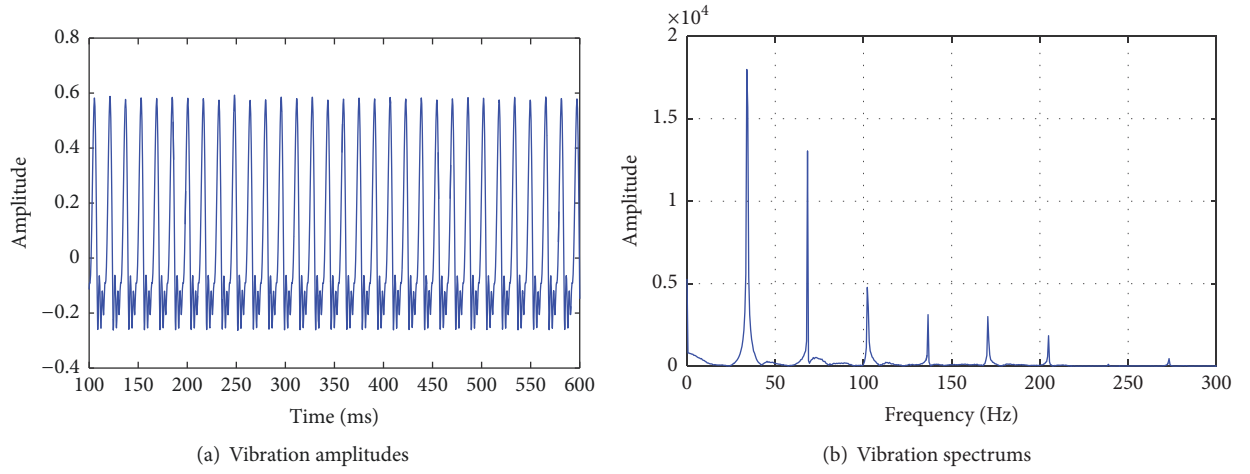 0.8
0.6
0.4
0.2
0
−0.2
−0.4
Amplitude
100 150 200 250 300 350 400 450 500 550 600
Time (ms)
(a) Vibration amplitudes
×10⁴
2
1.5
1
0.5
0
Amplitude
0 50 100 150 200 250 300
Frequency (Hz)
(b) Vibration spectrums